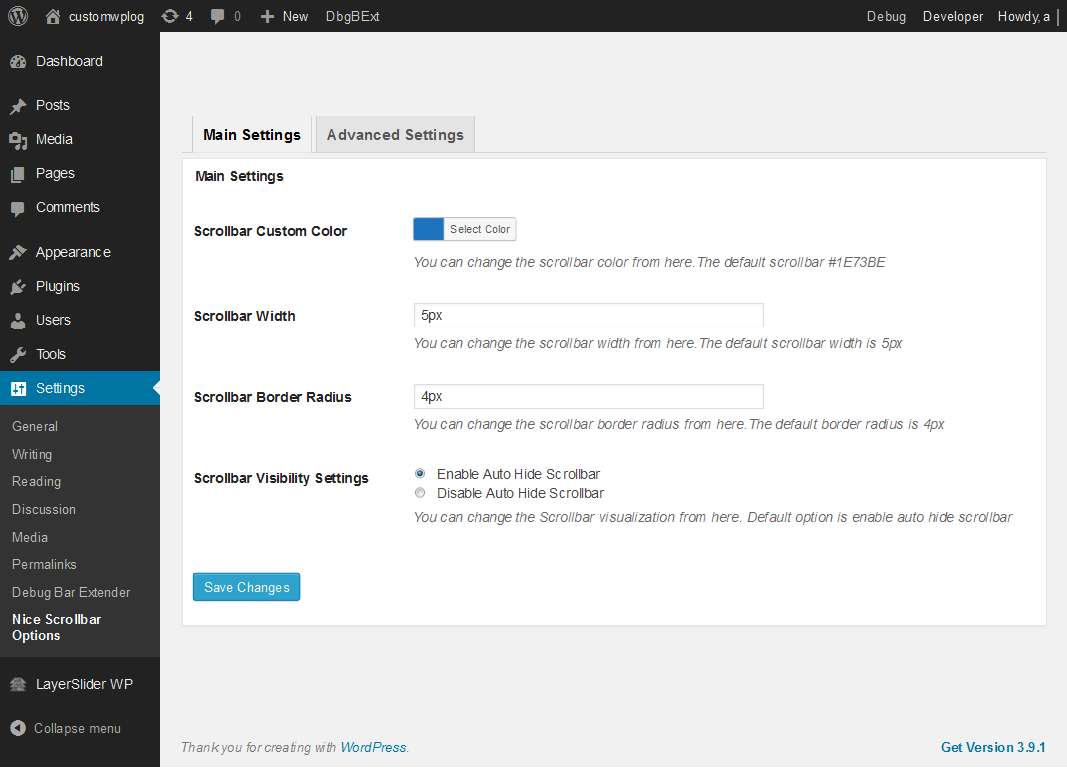 customwplog 4 0 New DbgBExt Debug Developer Howdy, a
Dashboard
Posts
Media
Pages
Comments
Appearance
Plugins
Users
Tools
Settings
General
Writing
Reading
Discussion
Media
Permalinks
Debug Bar Extender
Nice Scrollbar
Options
LayerSlider WP
Collapse menu
Main Settings Advanced Settings
Main Settings
Scrollbar Custom Color Select Color
You can change the scrollbar color from here.The default scrollbar #1E73BE
Scrollbar Width 5px
You can change the scrollbar width from here.The default scrollbar width is 5px
Scrollbar Border Radius 4px
You can change the scrollbar border radius from here.The default border radius is 4px
Scrollbar Visibility Settings Enable Auto Hide Scrollbar
Disable Auto Hide Scrollbar
You can change the Scrollbar visualization from here. Default option is enable auto hide scrollbar
Save Changes
Thank you for creating with WordPress. Get Version 3.9.1